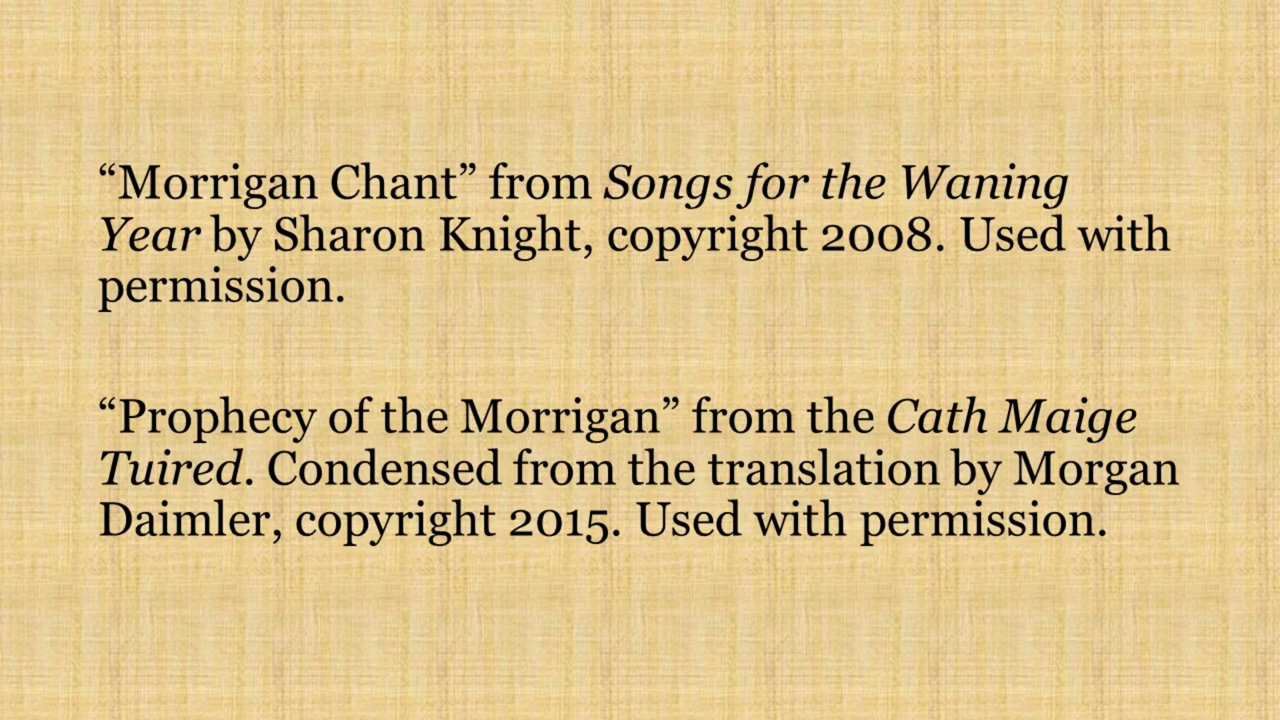 “Morrigan Chant” from Songs for the Waning
Year by Sharon Knight, copyright 2008. Used with
permission.
“Prophecy of the Morrigan” from the Cath Maige
Tuired. Condensed from the translation by Morgan
Daimler, copyright 2015. Used with permission.